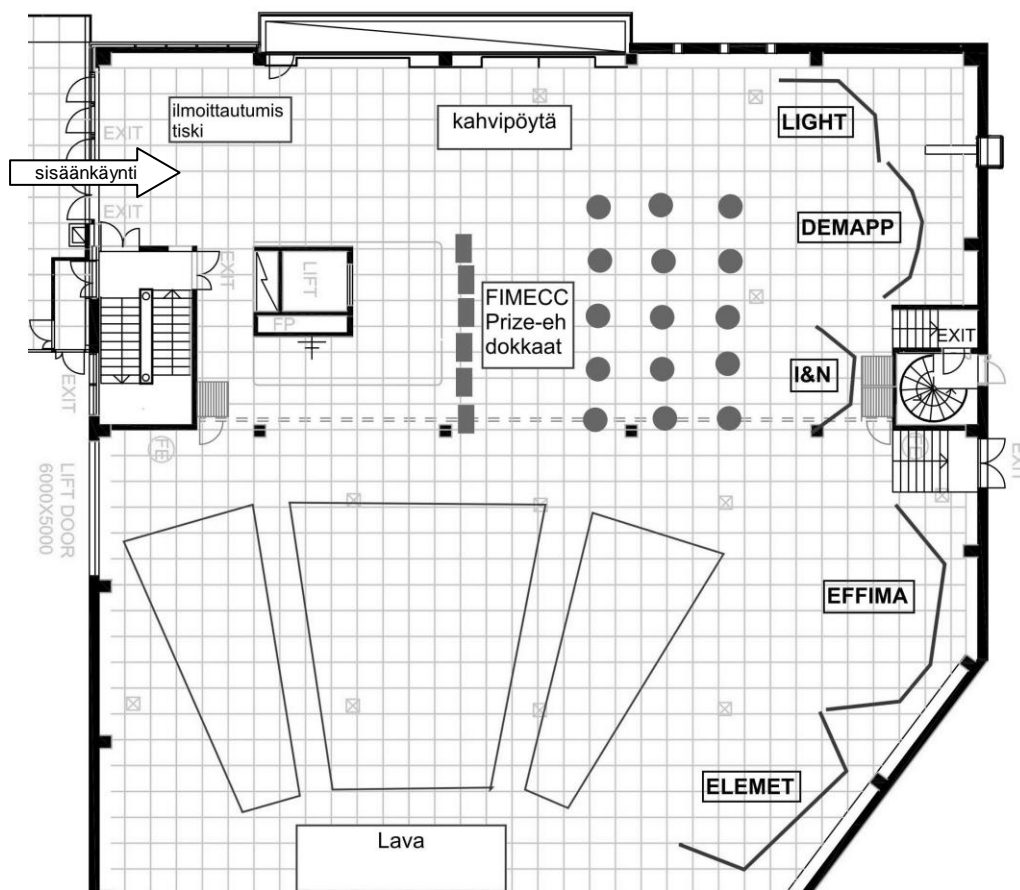 ilmoittautumis
tiski
kahvipöytä
LIGHT
EXIT
sisäänkäynti
EXIT
DEMAPP
EXIT
LIFT
FP
FIMECC
Prize-eh
dokkaat
EXIT
I&N
EXIT
FE
FE
EXIT
LIFT DOOR
6000X5000
EFFIMA
ELEMET
Lava